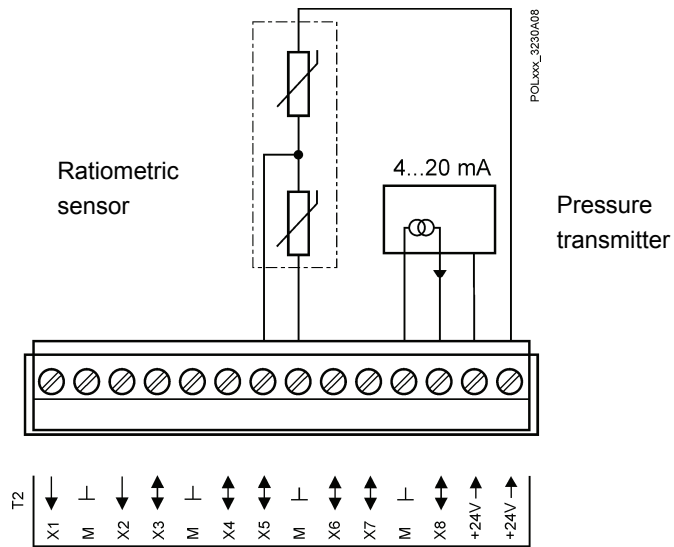 POLxxx_3230A08
Ratiometric
sensor
4...20 mA
Pressure
transmitter
T2
X1
M
X2
X3
M
X4
X5
M
X6
X7
M
X8
+24V
+24V